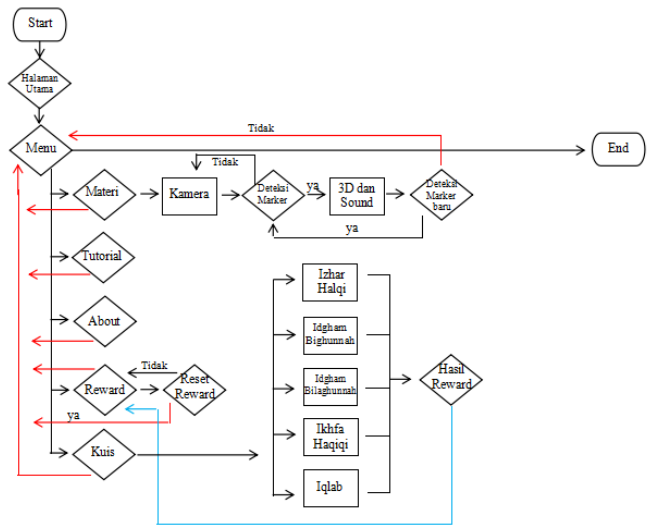 Start
Halaman
Utama
Menu
Tidak
End
Materi
Kamera
Tidak
Deteksi
Marker
ya
3D dan
Sound
Deteksi
Marker
baru
ya
Tutorial
About
Reward
Tidak
Reset
Reward
ya
Kuis
Izhar
Halqi
Idgham
Bighunnah
Idgham
Bilaghunnah
Ikhfa
Haqiqi
Iqlab
Hasil
Reward